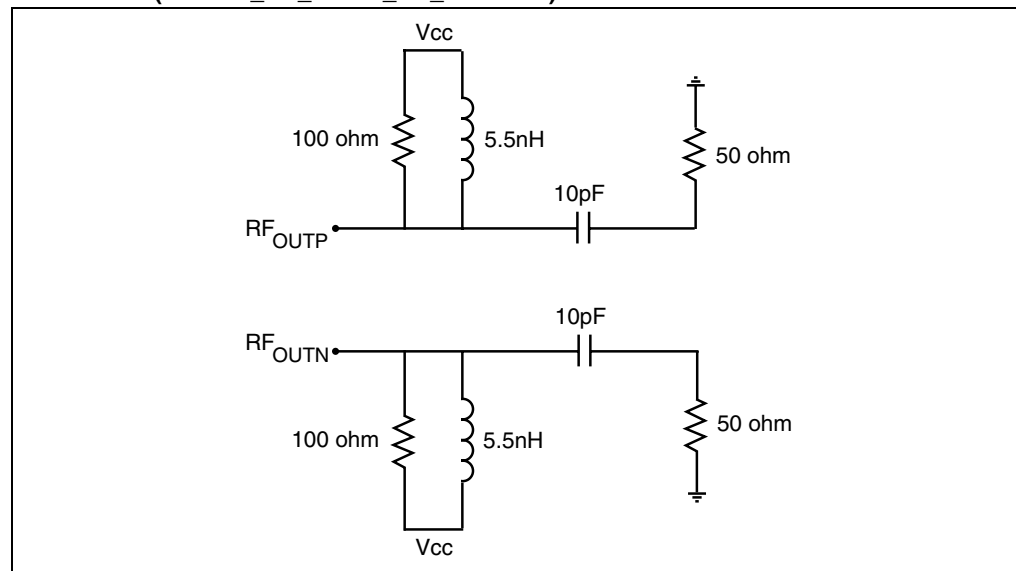 Vcc
100 ohm
5.5nH
50 ohm
10pF
RFOUTP
10pF
RFOUTN
100 ohm
5.5nH
50 ohm
Vcc